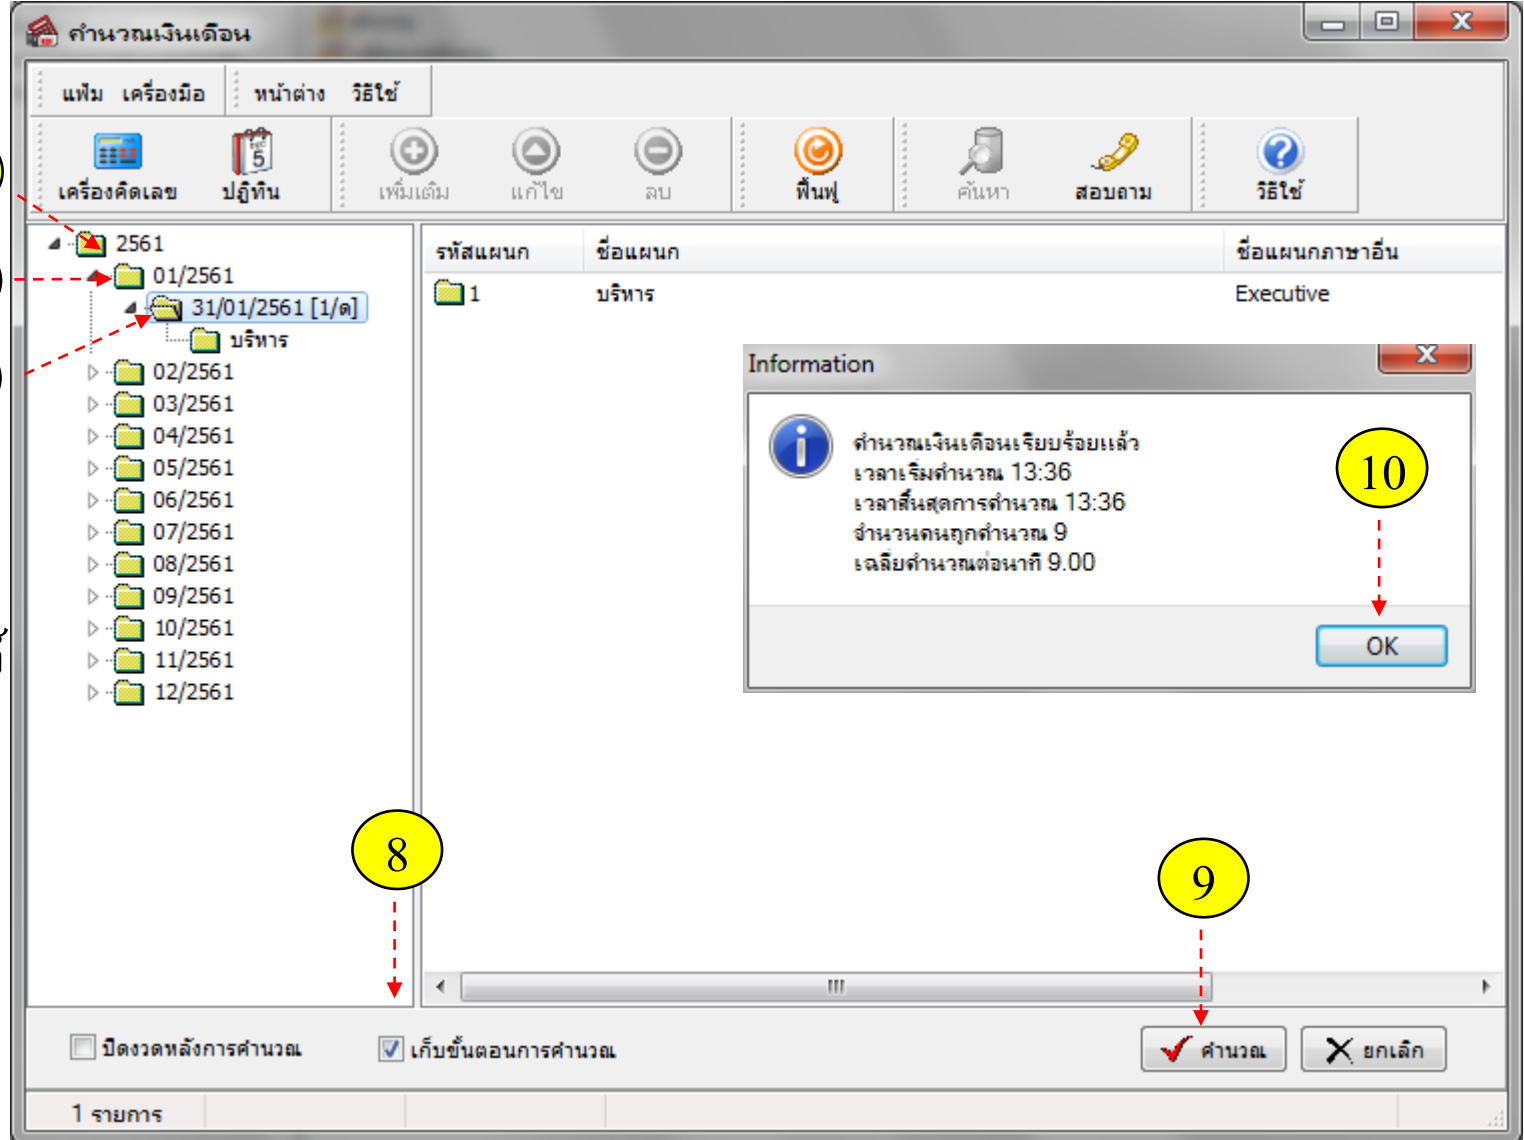 คำนวณเงินเดือน
แฟ้ม เครื่องมือ หน้าต่าง วิธีใช้
เครื่องคิดเลข ปฏิทิน เพิ่มเติม แก้ไข ลบ ฟื้นฟู ค้นหา สอบถาม วิธีใช้
2561
01/2561
31/01/2561 [1/ด]
บริหาร
02/2561
03/2561
04/2561
05/2561
06/2561
07/2561
08/2561
09/2561
10/2561
11/2561
12/2561
รหัสแผนก ชื่อแผนก ชื่อแผนกภาษาอื่น
1 บริหาร Executive
Information
คำนวณเงินเดือนเรียบร้อยแล้ว
เวลาเริ่มคำนวณ 13:36
เวลาสิ้นสุดการคำนวณ 13:36
จำนวนคนถูกคำนวณ 9
เฉลี่ยคำนวณต่อนาที 9.00
10
OK
8
9
ปิดงวดหลังการคำนวณ เก็บขั้นตอนการคำนวณ คำนวณ ยกเลิก
1 รายการ